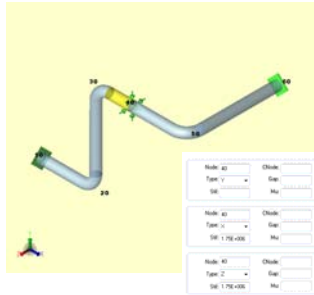 30
40
60
50
20
Node: 40 CNode:
Type: Y Gap:
Stif: Mu:
Node: 40 CNode:
Type: X Gap:
Stif: 1.75E+006 Mu:
Node: 40 CNode:
Type: Z Gap:
Stif: 1.75E+006 Mu: